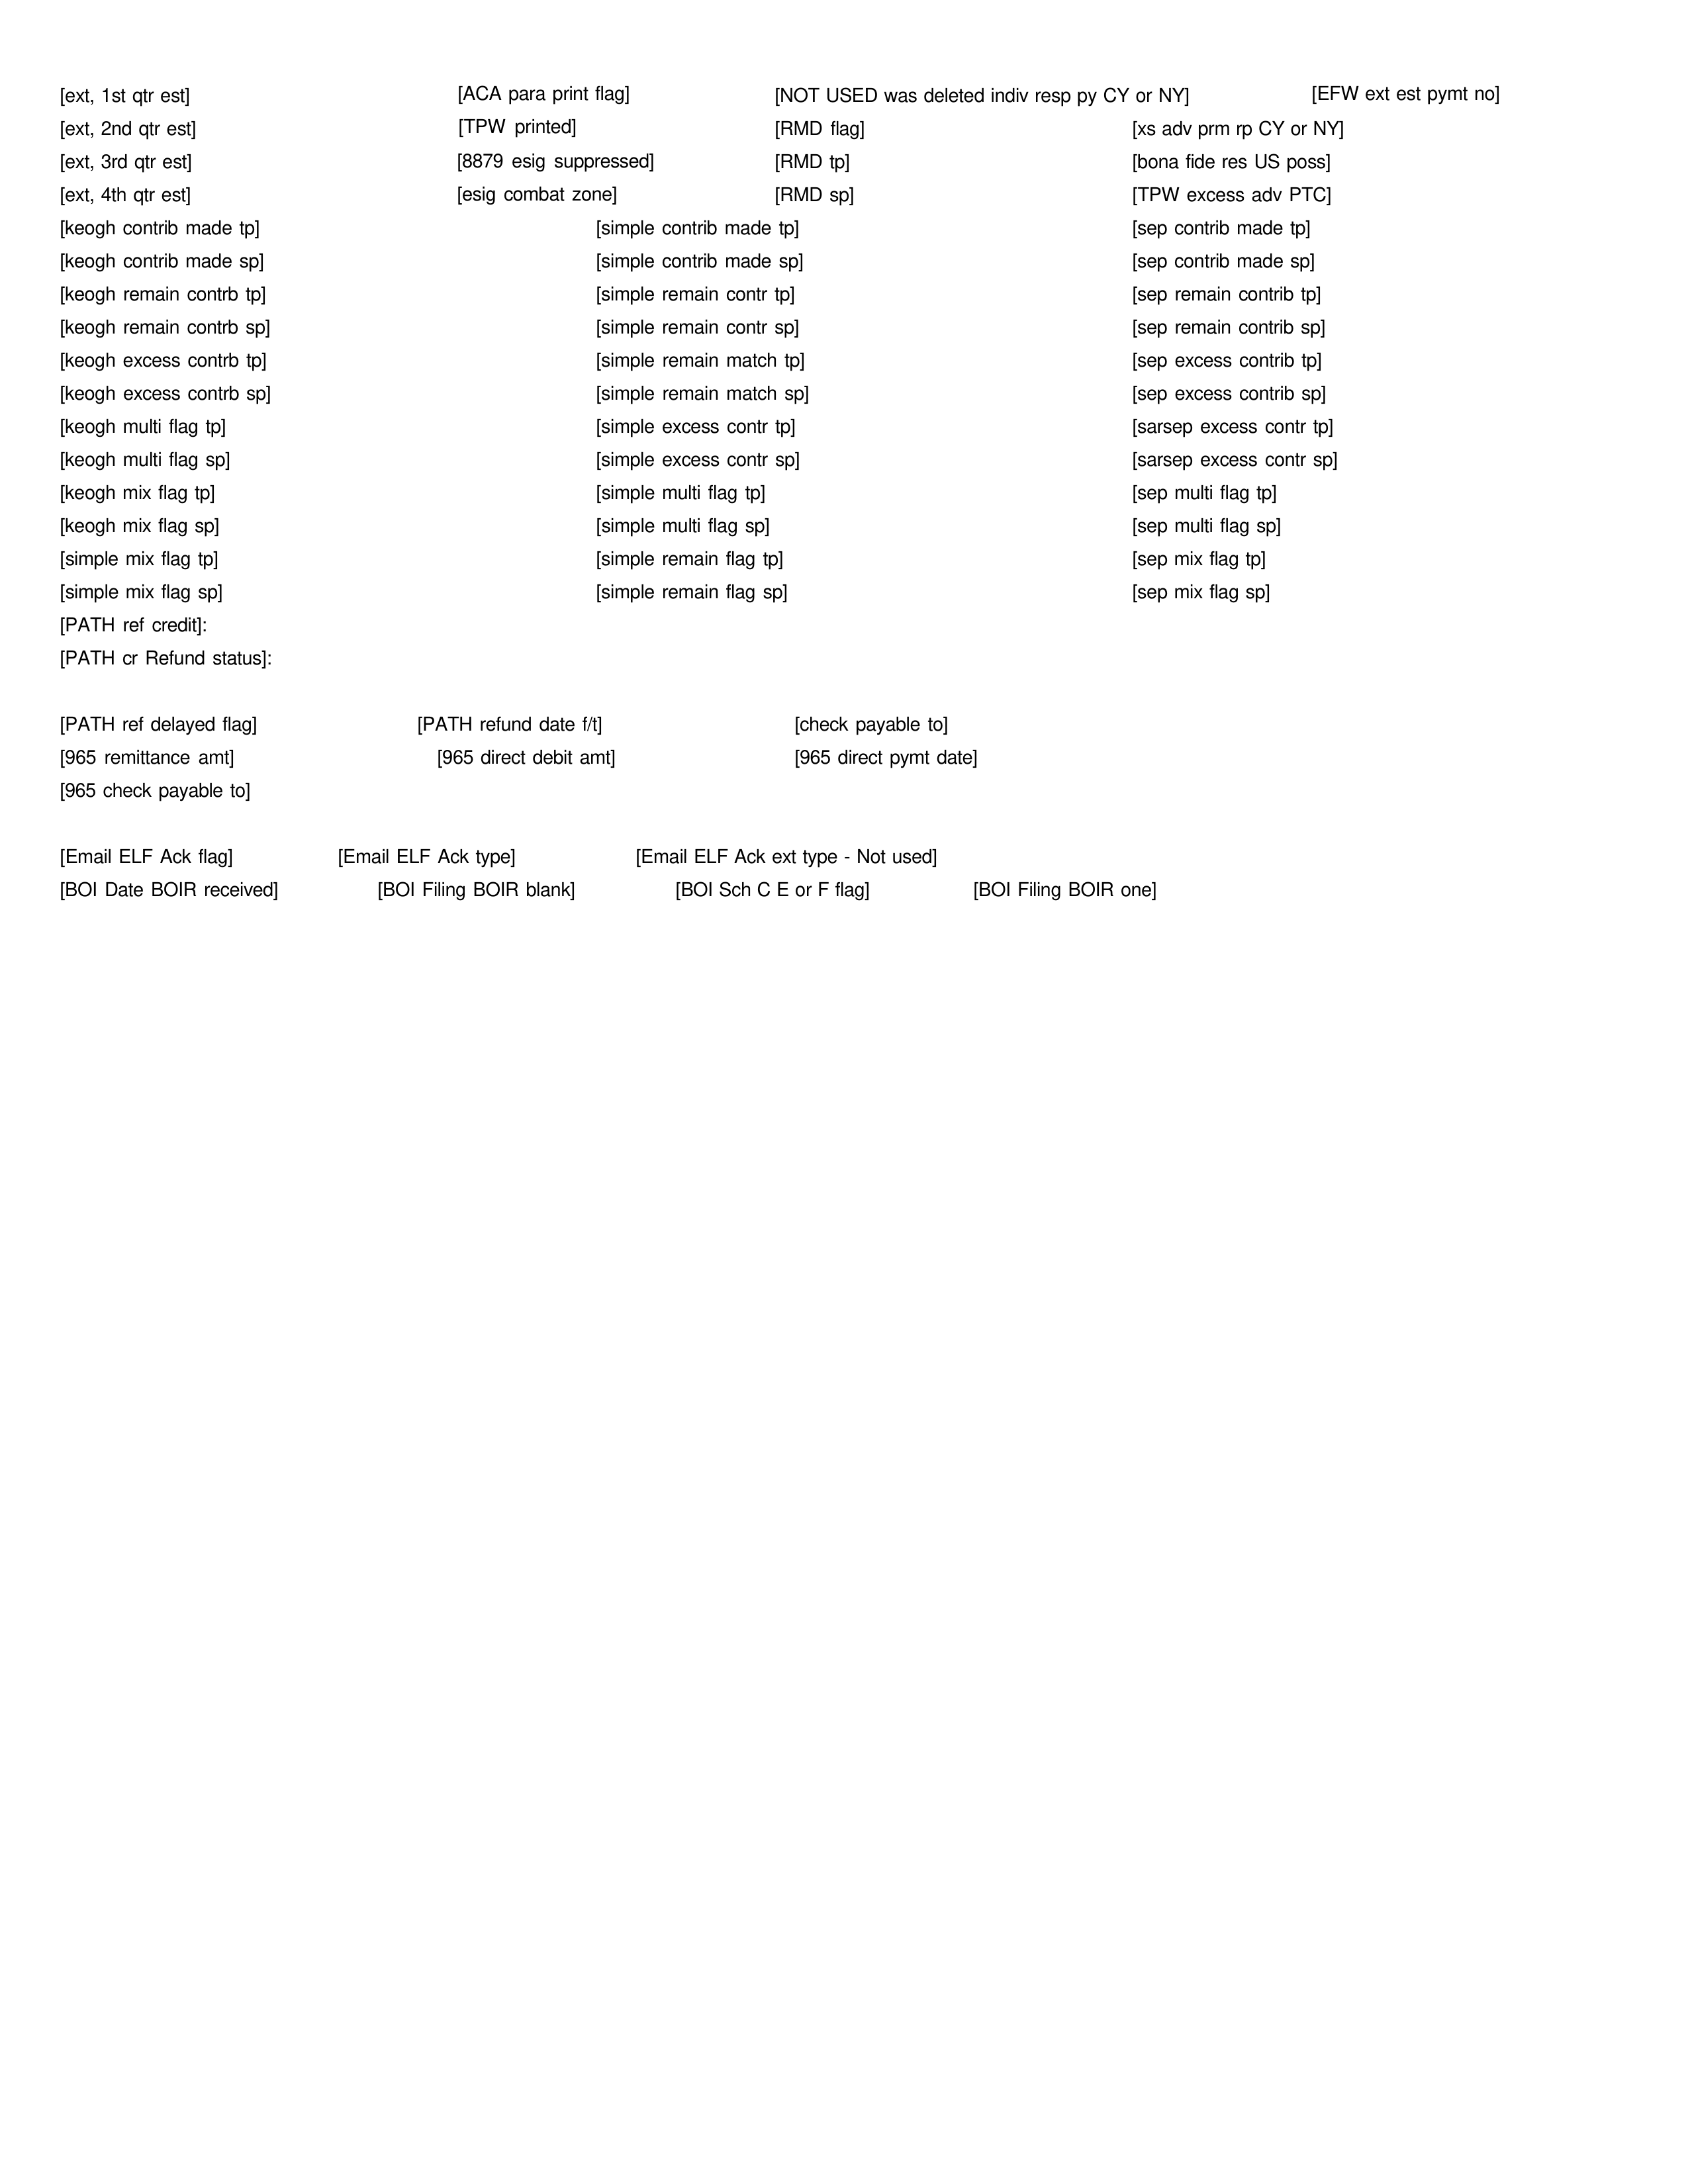 [ext, 1st qtr est] [ACA para print flag] [NOT USED was deleted indiv resp py CY or NY] [EFW ext est pymt no]
[ext, 2nd qtr est] [TPW printed] [RMD flag] [xs adv prm rp CY or NY]
[ext, 3rd qtr est] [8879 esig suppressed] [RMD tp] [bona fide res US poss]
[ext, 4th qtr est] [esig combat zone] [RMD sp] [TPW excess adv PTC]
[keogh contrib made tp] [simple contrib made tp] [sep contrib made tp]
[keogh contrib made sp] [simple contrib made sp] [sep contrib made sp]
[keogh remain contrb tp] [simple remain contr tp] [sep remain contrib tp]
[keogh remain contrb sp] [simple remain contr sp] [sep remain contrib sp]
[keogh excess contrb tp] [simple remain match tp] [sep excess contrib tp]
[keogh excess contrb sp] [simple remain match sp] [sep excess contrib sp]
[keogh multi flag tp] [simple excess contr tp] [sarsep excess contr tp]
[keogh multi flag sp] [simple excess contr sp] [sarsep excess contr sp]
[keogh mix flag tp] [simple multi flag tp] [sep multi flag tp]
[keogh mix flag sp] [simple multi flag sp] [sep multi flag sp]
[simple mix flag tp] [simple remain flag tp] [sep mix flag tp]
[simple mix flag sp] [simple remain flag sp] [sep mix flag sp]
[PATH ref credit]:
[PATH cr Refund status]:
[PATH ref delayed flag] [PATH refund date f/t] [check payable to]
[965 remittance amt] [965 direct debit amt] [965 direct pymt date]
[965 check payable to]
[Email ELF Ack flag] [Email ELF Ack type] [Email ELF Ack ext type - Not used]
[BOI Date BOIR received] [BOI Filing BOIR blank] [BOI Sch C E or F flag] [BOI Filing BOIR one]